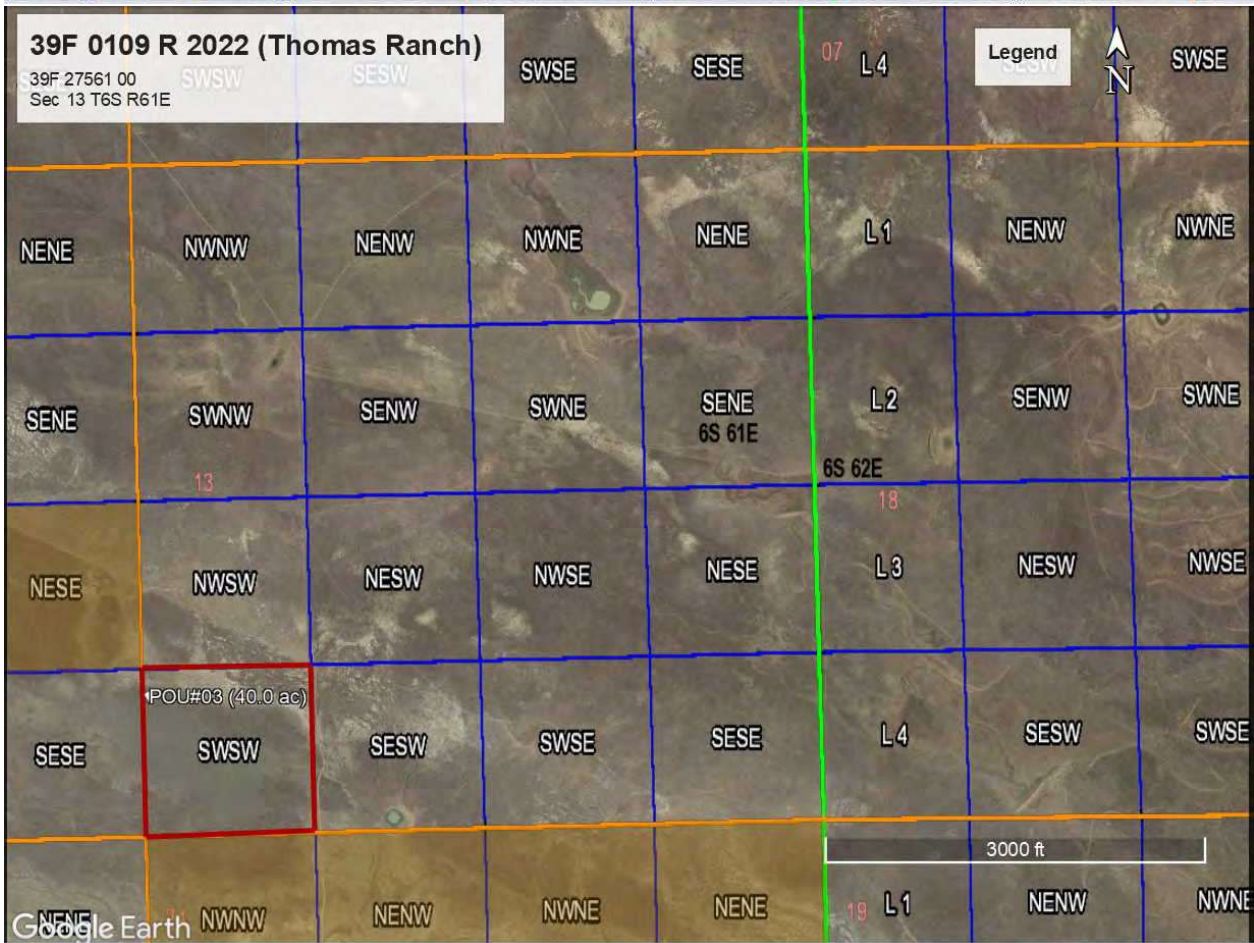 39F 0109 R 2022 (Thomas Ranch)
39F 27561 00
Sec 13 T6S R61E
Legend
N
SWSW
SESW
SWSE
SESE
07
L 4
SWSE
NENE
NWNW
NENW
NWNE
NENE
L 1
NENW
NWNE
SENE
SWNW
SENW
SWNE
SENE
6S 61E
L 2
SENW
SWNE
6S 62E
13
18
NESE
NWSW
NESW
NWSE
NESE
L 3
NESW
NWSE
POU#03 (40.0 ac)
SESE
SWSW
SESW
SWSE
SESE
L 4
SESW
SWSE
3000 ft
NENE
NWNW
NENW
NWNE
NENE
19
L 1
NENW
NWNE
Google Earth